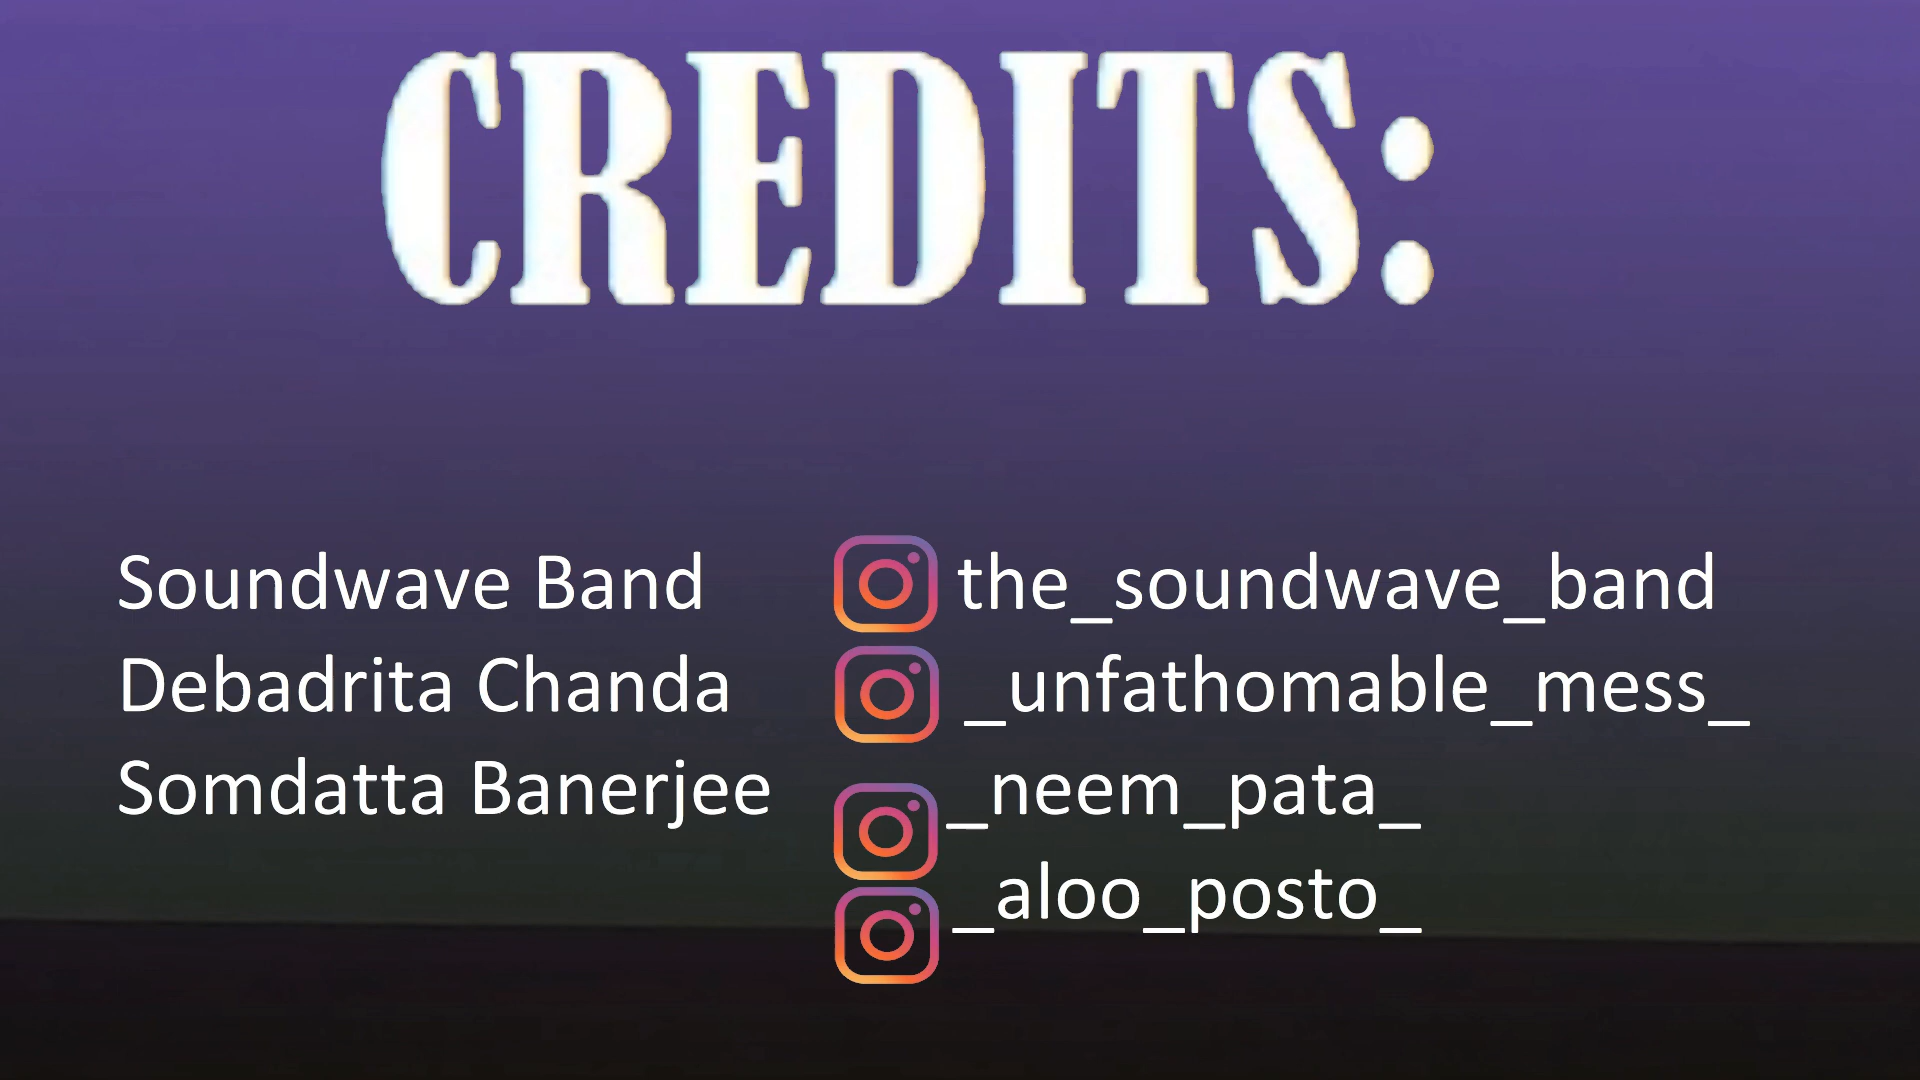 CREDITS:
Soundwave Band the_soundwave_band
Debadrita Chanda _unfathomable_mess_
Somdatta Banerjee _neem_pata_
_aloo_posto_